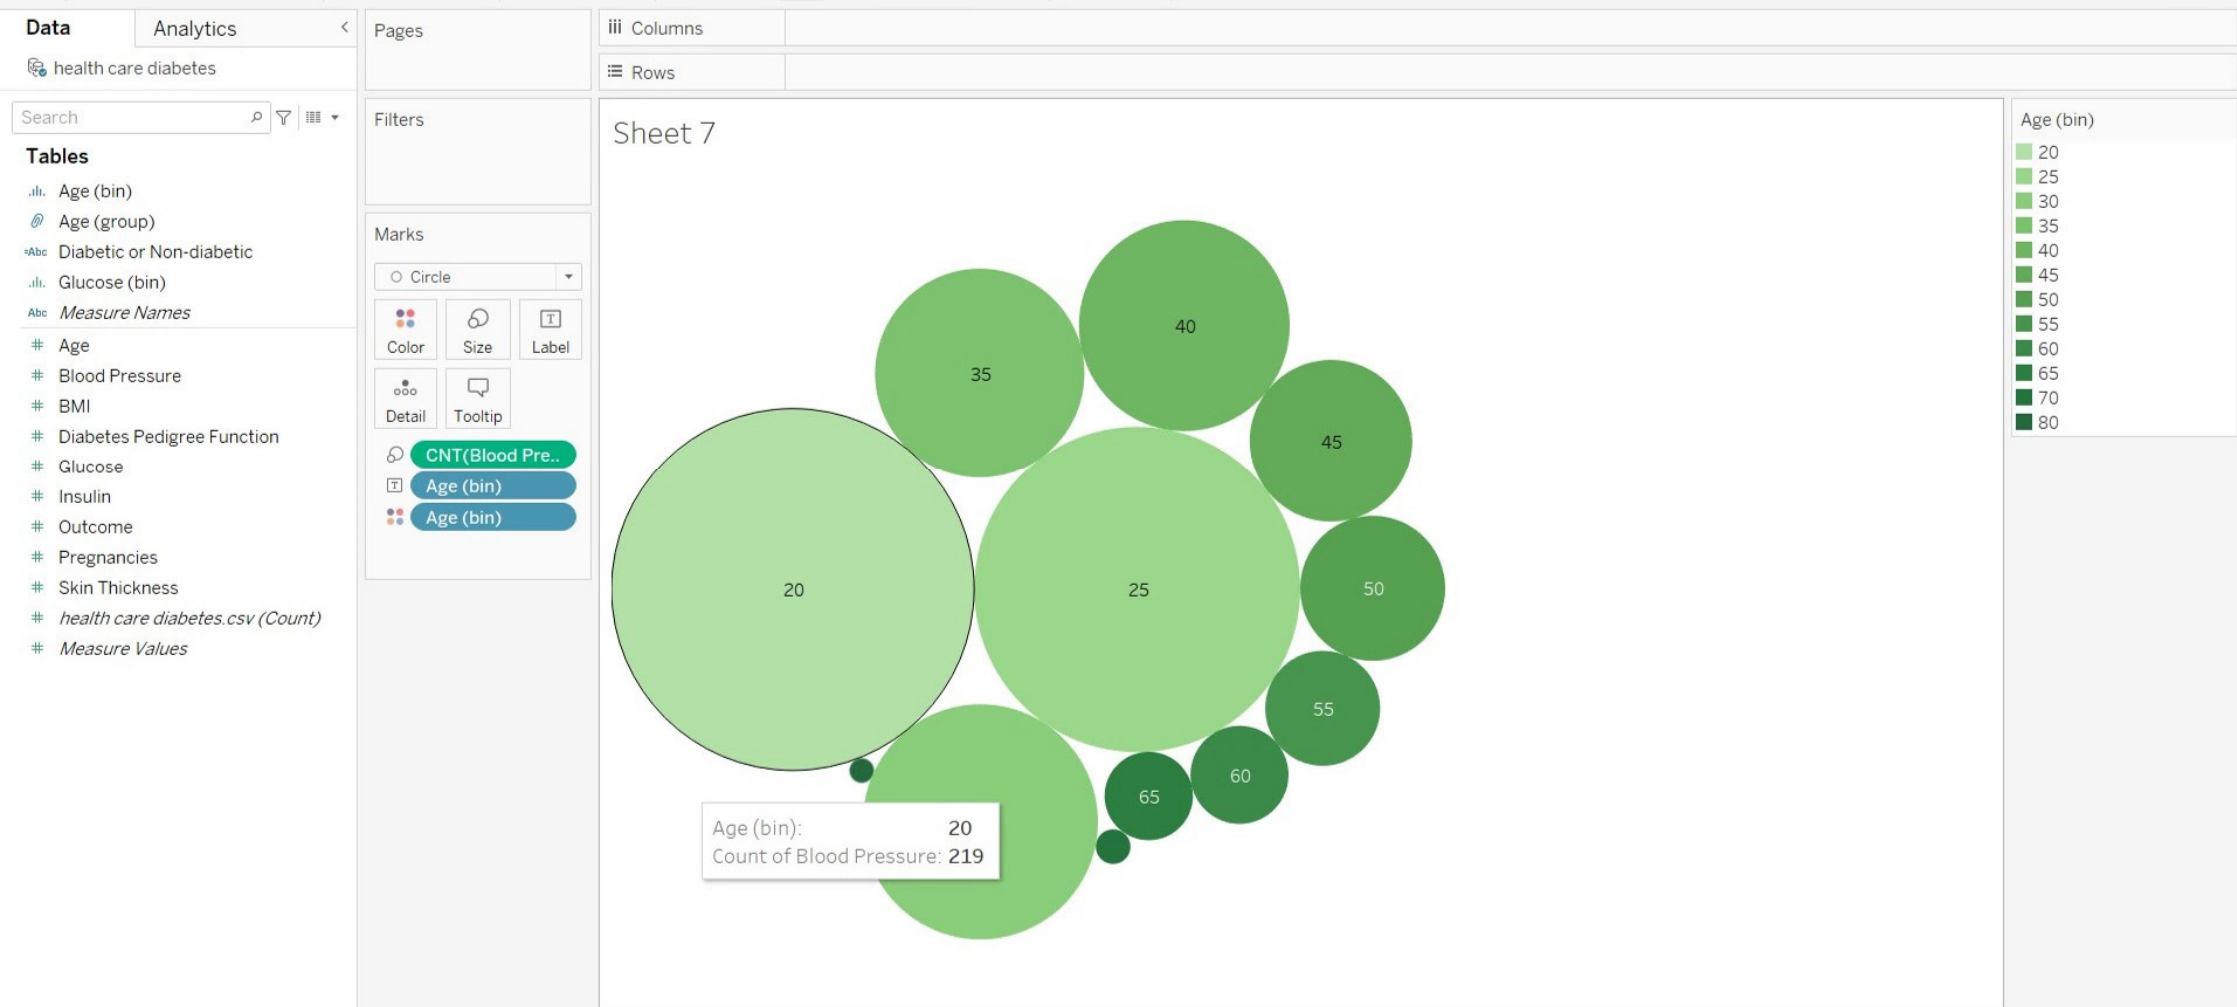 Data
Analytics
health care diabetes
Search
Tables
Age (bin)
Age (group)
=Abc Diabetic or Non-diabetic
Glucose (bin)
Abc Measure Names
# Age
# Blood Pressure
# BMI
# Diabetes Pedigree Function
# Glucose
# Insulin
# Outcome
# Pregnancies
# Skin Thickness
# health care diabetes.csv (Count)
# Measure Values
Pages
Filters
Marks
Circle
Color
Size
T
Label
Detail
Tooltip
CNT(Blood Pre..
T
Age (bin)
Age (bin)
iii Columns
Rows
Sheet 7
40
35
45
20
25
50
55
60
65
Age (bin): 20
Count of Blood Pressure: 219
Age (bin)
20
25
30
35
40
45
50
55
60
65
70
80